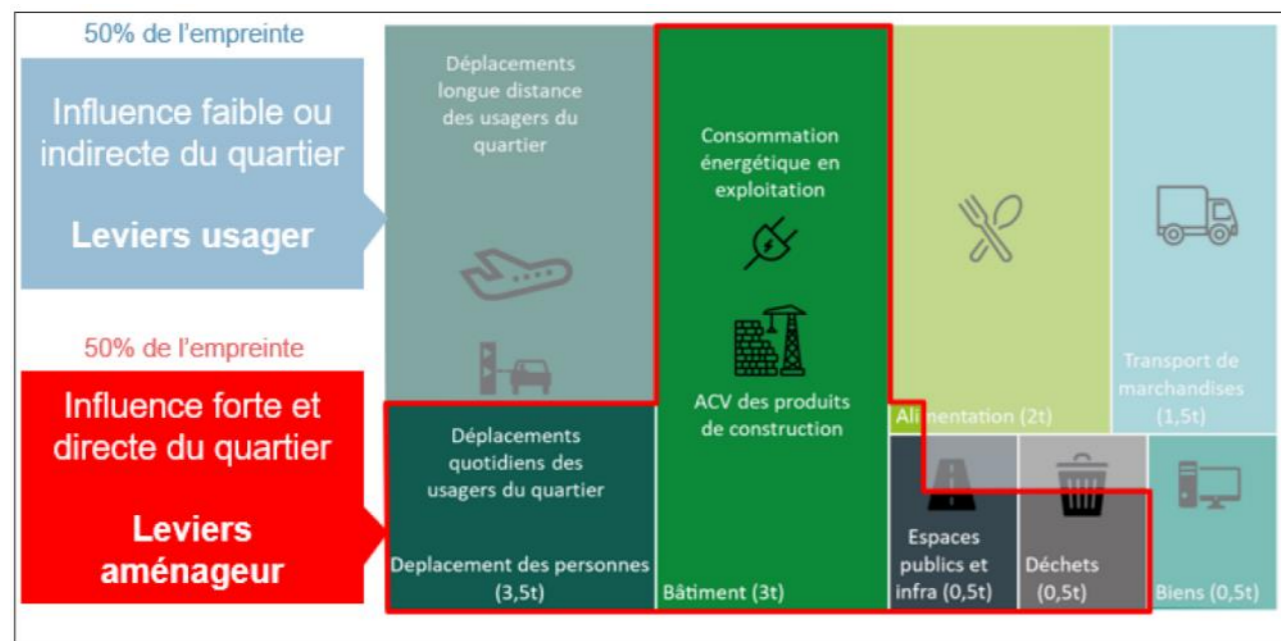 50% de l'empreinte
Influence faible ou
indirecte du quartier
Leviers usager
50% de l'empreinte
Influence forte et
directe du quartier
Leviers
aménageur
Déplacements
longue distance
des usagers du
quartier
Déplacements
quotidiens des
usagers du quartier
Deplacement des personnes
(3,5t)
Consommation
énergétique en
exploitation
ACV des produits
de construction
Bâtiment (3t)
Alimentation (2t)
Transport de
marchandises
(1,5t)
Espaces
publics et
infra (0,5t)
Déchets
(0,5t)
Biens (0,5t)